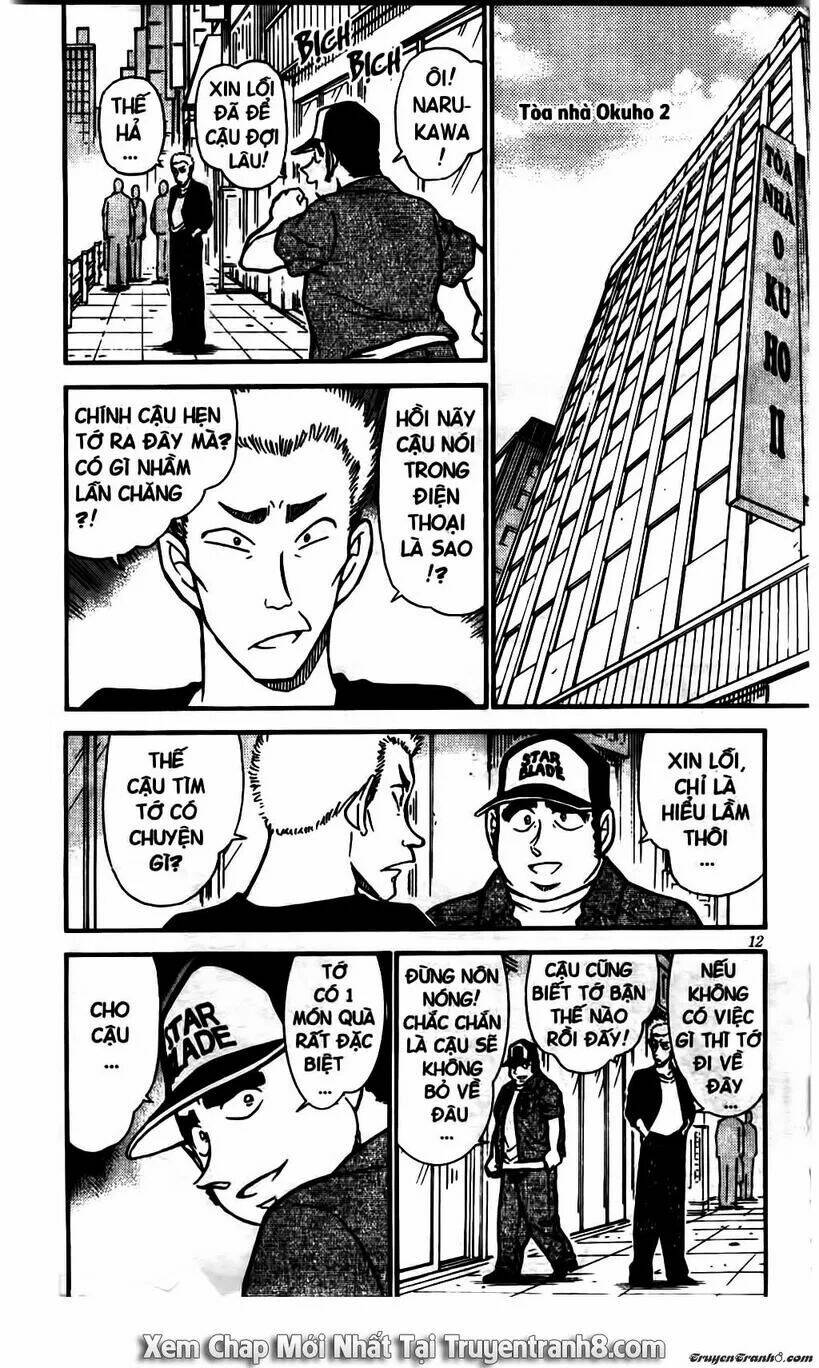 Tòa nhà Okuho 2
TÒA
NHÀ
O
KU
HO
II
BỊCH
BỊCH
ÔI!
NARU-
KAWA
!
XIN LỖI
ĐÃ ĐỂ
CẬU ĐỢI
LÂU!
THẾ
HẢ
...
HỒI NÃY
CẬU NÓI
TRONG
ĐIỆN
THOẠI
LÀ SAO
!?
CHÍNH CẬU HẸN
TỚ RA ĐÂY MÀ?
CÓ GÌ NHẦM
LẪN CHĂNG
?!
XIN LỖI,
CHỈ LÀ
HIỂU LẦM
THÔI
...
STAR
BLADE
THẾ
CẬU TÌM
TỚ CÓ
CHUYỆN
GÌ?
12
NẾU
KHÔNG
CÓ VIỆC
GÌ THÌ TỚ
ĐI VỀ
ĐÂY
...
CẬU CŨNG
BIẾT TỚ BẬN
THẾ NÀO
RỒI ĐẤY!
ĐỪNG NÔN
NÓNG!
CHẮC CHẮN
LÀ CẬU SẼ
KHÔNG
BỎ VỀ
ĐÂU
...
TỚ
CÓ 1
MÓN QUÀ
RẤT ĐẶC
BIỆT
...
STAR
BLADE
CHO
CẬU
...
Xem Chap Mới Nhất Tại Truyentranh8.com
TruyenTranh8.com